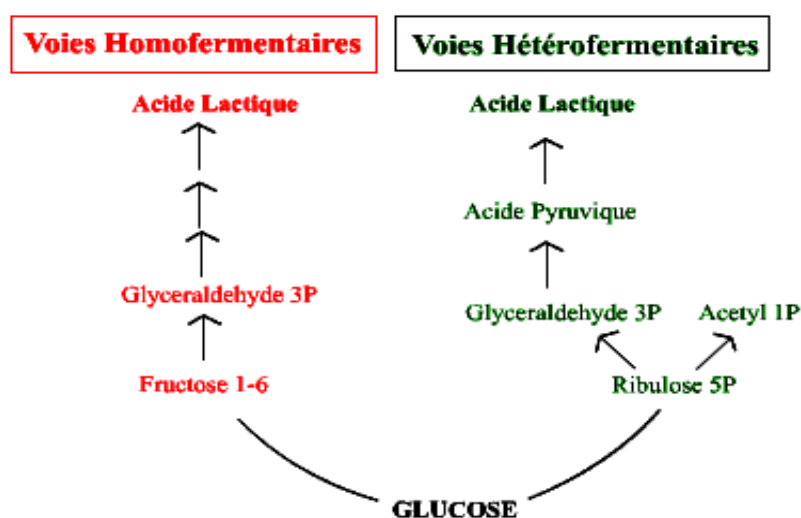 Voies Homofermentaires
Voies Hétérofermentaires
Acide Lactique
Acide Lactique
Acide Pyruvique
Glyceraldehyde 3P
Glyceraldehyde 3P
Acetyl 1P
Fructose 1-6
Ribulose 5P
GLUCOSE